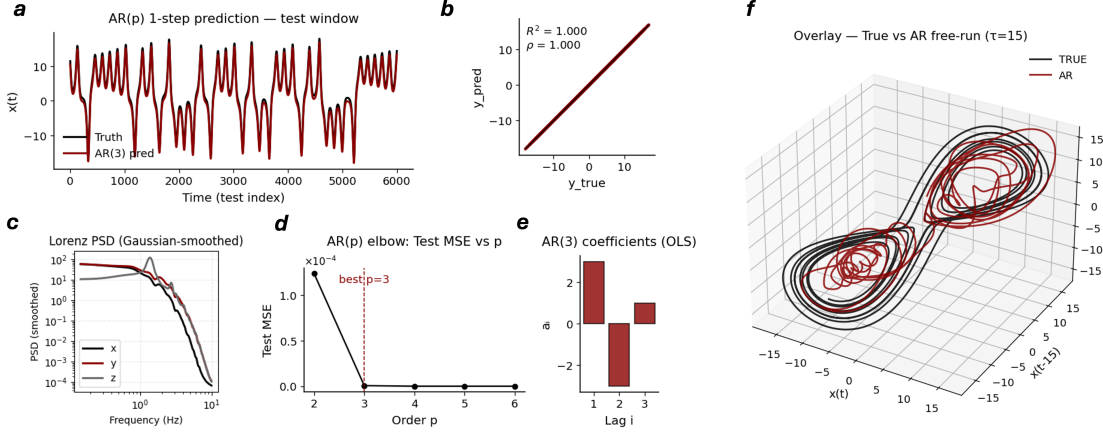 a
AR(p) 1-step prediction — test window
x(t)
10
0
−10
Truth
AR(3) pred
0
1000
2000
3000
4000
5000
6000
Time (test index)
b
R² = 1.000
ρ = 1.000
y_pred
10
0
−10
−10
0
10
y_true
c
Lorenz PSD (Gaussian-smoothed)
PSD (smoothed)
10²
10¹
10⁰
10⁻¹
10⁻²
10⁻³
10⁻⁴
x
y
z
10⁰
10¹
Frequency (Hz)
d
AR(p) elbow: Test MSE vs p
×10⁻⁴
best p=3
Test MSE
1.0
0.5
0.0
2
3
4
5
6
Order p
e
AR(3) coefficients (OLS)
aᵢ
2
0
−2
1
2
3
Lag i
f
Overlay — True vs AR free-run (τ=15)
TRUE
AR
15
10
5
0
−5
−10
−15
−15
−10
−5
0
5
10
15
x(t)
−15
−10
−5
0
5
10
15
x(t-15)